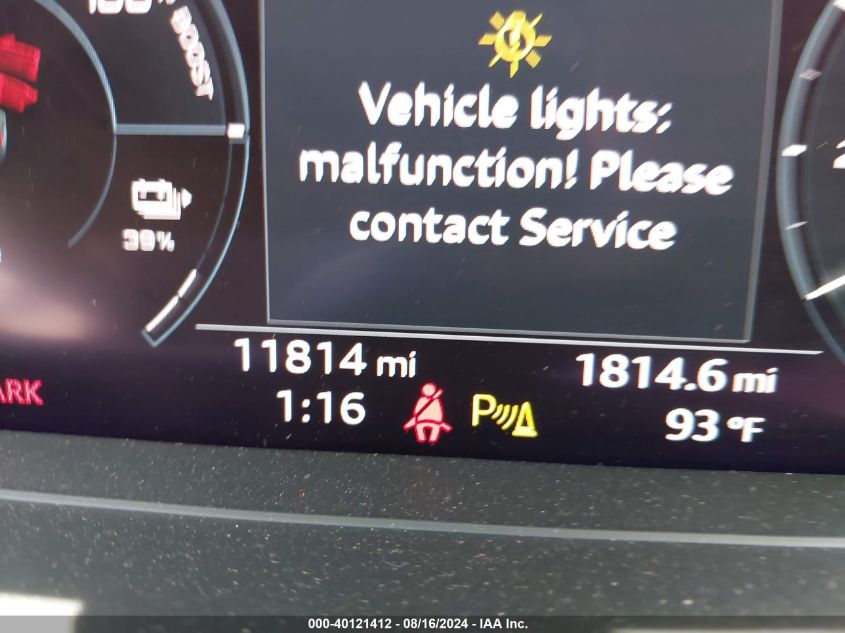 100%
BOOST
Vehicle lights:
malfunction! Please
contact Service
39%
11814 mi
1814.6 mi
ARK
1:16
P
93 °F
000-40121412 - 08/16/2024 - IAA Inc.